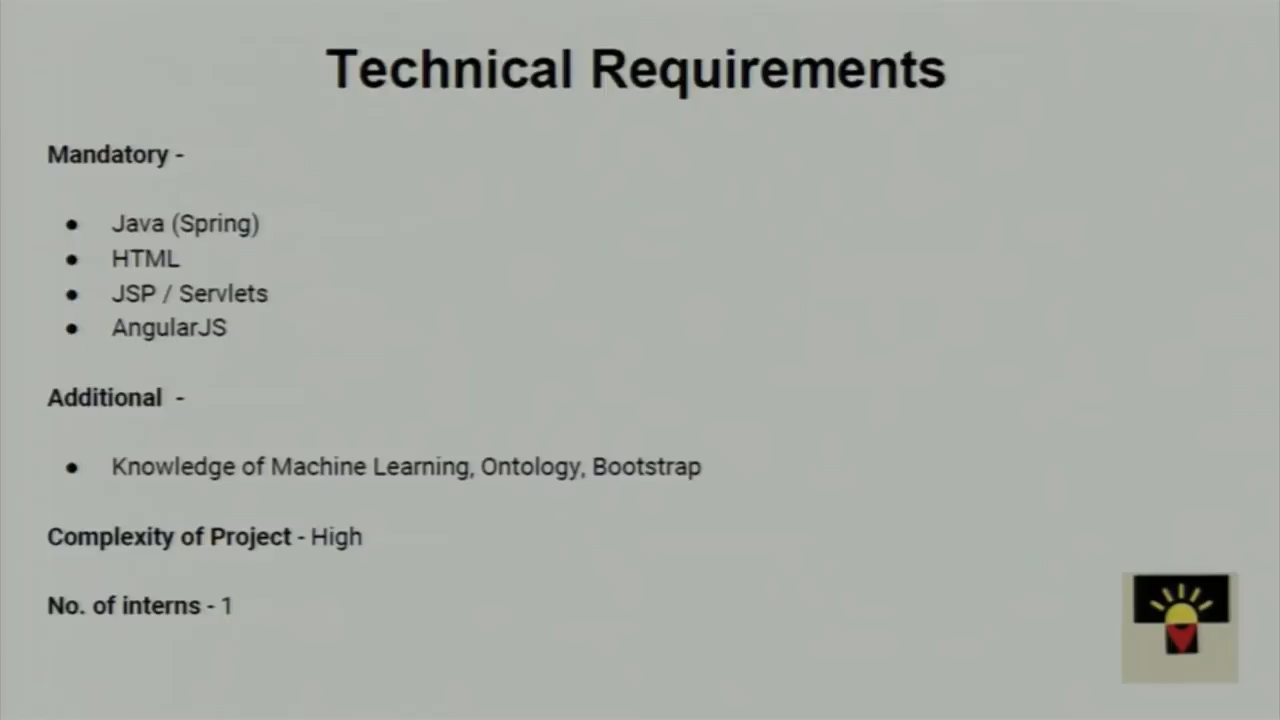 Technical Requirements
Mandatory -
● Java (Spring)
● HTML
● JSP / Servlets
● AngularJS
Additional -
● Knowledge of Machine Learning, Ontology, Bootstrap
Complexity of Project - High
No. of interns - 1